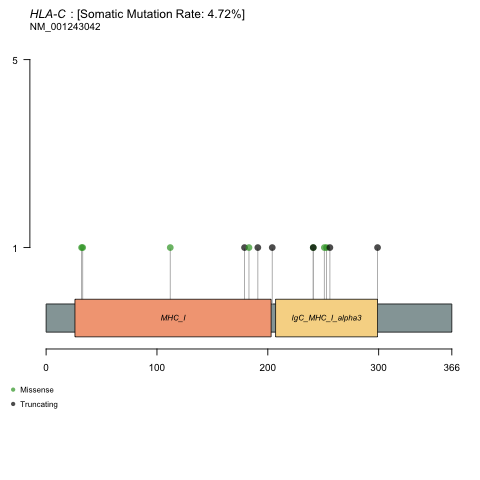 HLA-C : [Somatic Mutation Rate: 4.72%]
NM_001243042
5
1
MHC_I
IgC_MHC_I_alpha3
0 100 200 300 366
Missense
Truncating